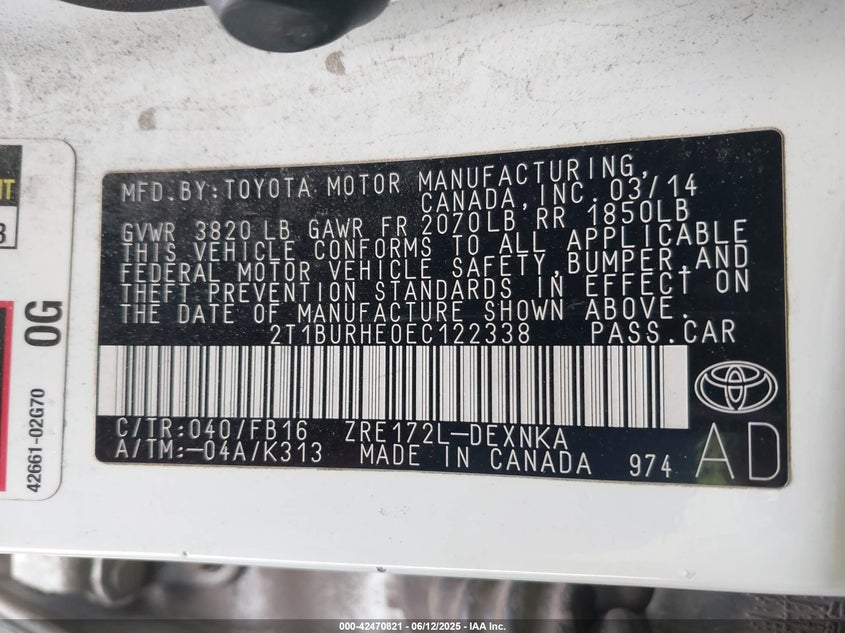 MFD.BY:TOYOTA MOTOR MANUFACTURING,
CANADA,INC.03/14
GVWR 3820LB GAWR FR 2070LB RR 1850LB
THIS VEHICLE CONFORMS TO ALL APPLICABLE
FEDERAL MOTOR VEHICLE SAFETY,BUMPER,AND
THEFT PREVENTION STANDARDS IN EFFECT ON
THE DATE OF MANUFACTURE SHOWN ABOVE.
2T1BURHE0EC122338 PASS.CAR
C/TR:040/FB16 ZRE172L-DEXNKA
A/TM:-04A/K313 MADE IN CANADA 974
AD
0G
42661-02G70
000-42470821 - 06/12/2025 - IAA Inc.